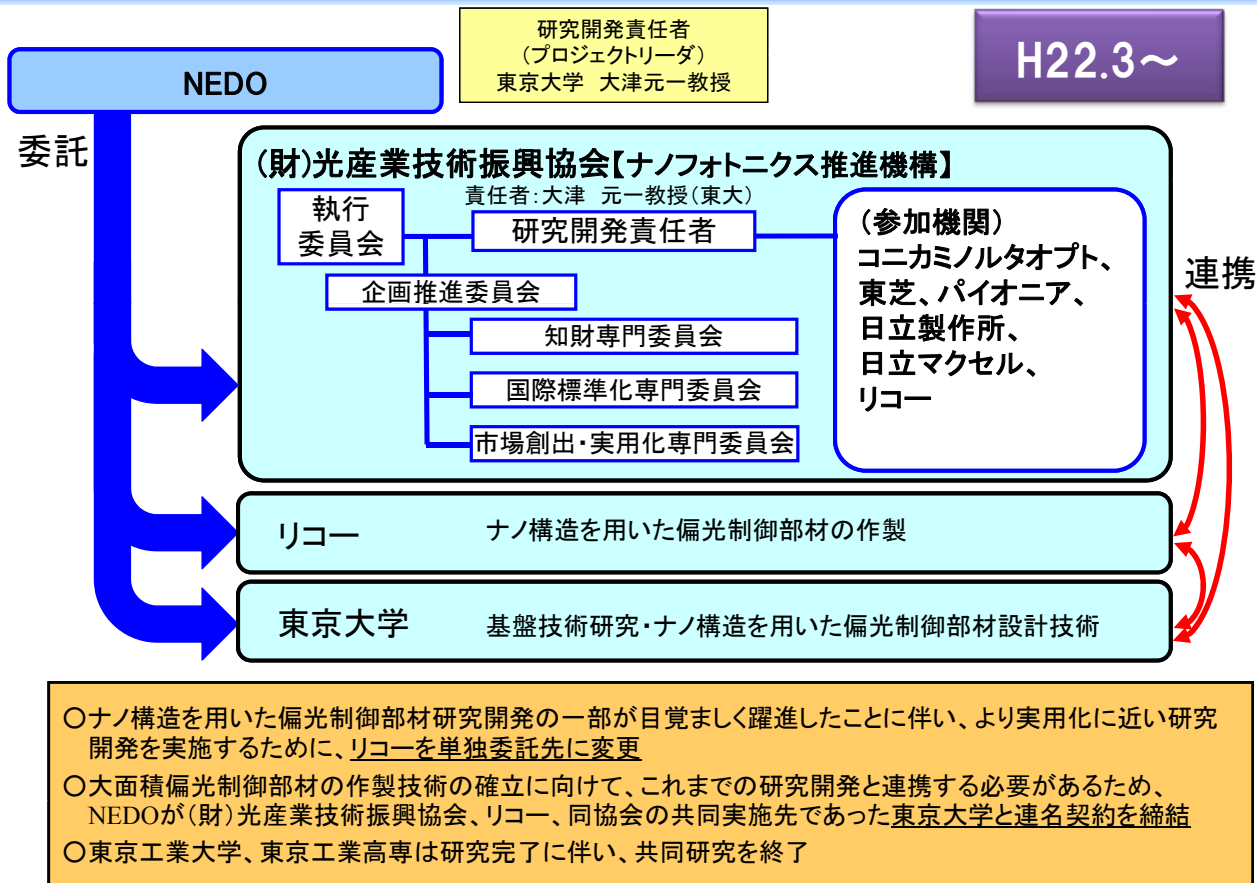 研究開発責任者
(プロジェクトリーダ)
東京大学 大津元一教授
H22.3～
NEDO
委託
(財)光産業技術振興協会【ナノフォトニクス推進機構】
責任者:大津 元一教授(東大)
執行
委員会
研究開発責任者
企画推進委員会
知財専門委員会
国際標準化専門委員会
市場創出・実用化専門委員会
(参加機関)
コニカミノルタオプト、
東芝、パイオニア、
日立製作所、
日立マクセル、
リコー
連携
リコー ナノ構造を用いた偏光制御部材の作製
東京大学 基盤技術研究・ナノ構造を用いた偏光制御部材設計技術
○ナノ構造を用いた偏光制御部材研究開発の一部が目覚ましく躍進したことに伴い、より実用化に近い研究
開発を実施するために、リコーを単独委託先に変更
○大面積偏光制御部材の作製技術の確立に向けて、これまでの研究開発と連携する必要があるため、
NEDOが(財)光産業技術振興協会、リコー、同協会の共同実施先であった東京大学と連名契約を締結
○東京工業大学、東京工業高専は研究完了に伴い、共同研究を終了